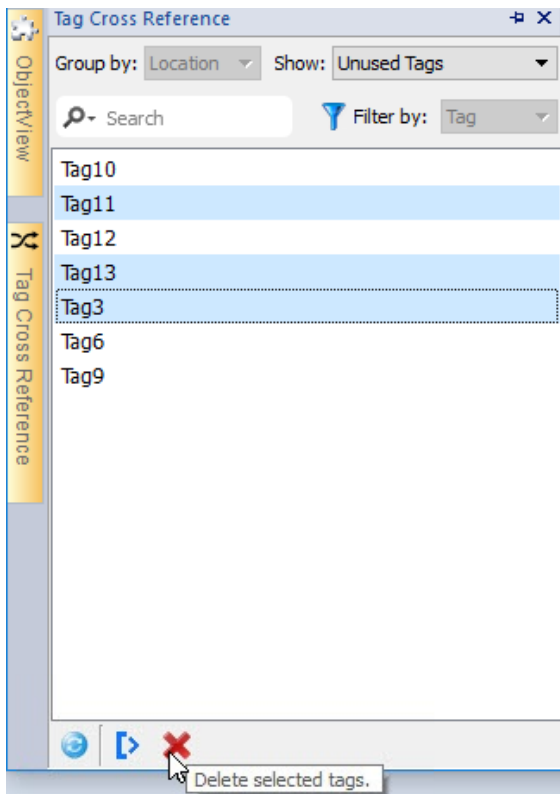 Tag Cross Reference
ObjectView
Group by: Location Show: Unused Tags
Search Filter by: Tag
Tag10
Tag11
Tag12
Tag13
Tag3
Tag6
Tag9
Tag Cross Reference
Delete selected tags.